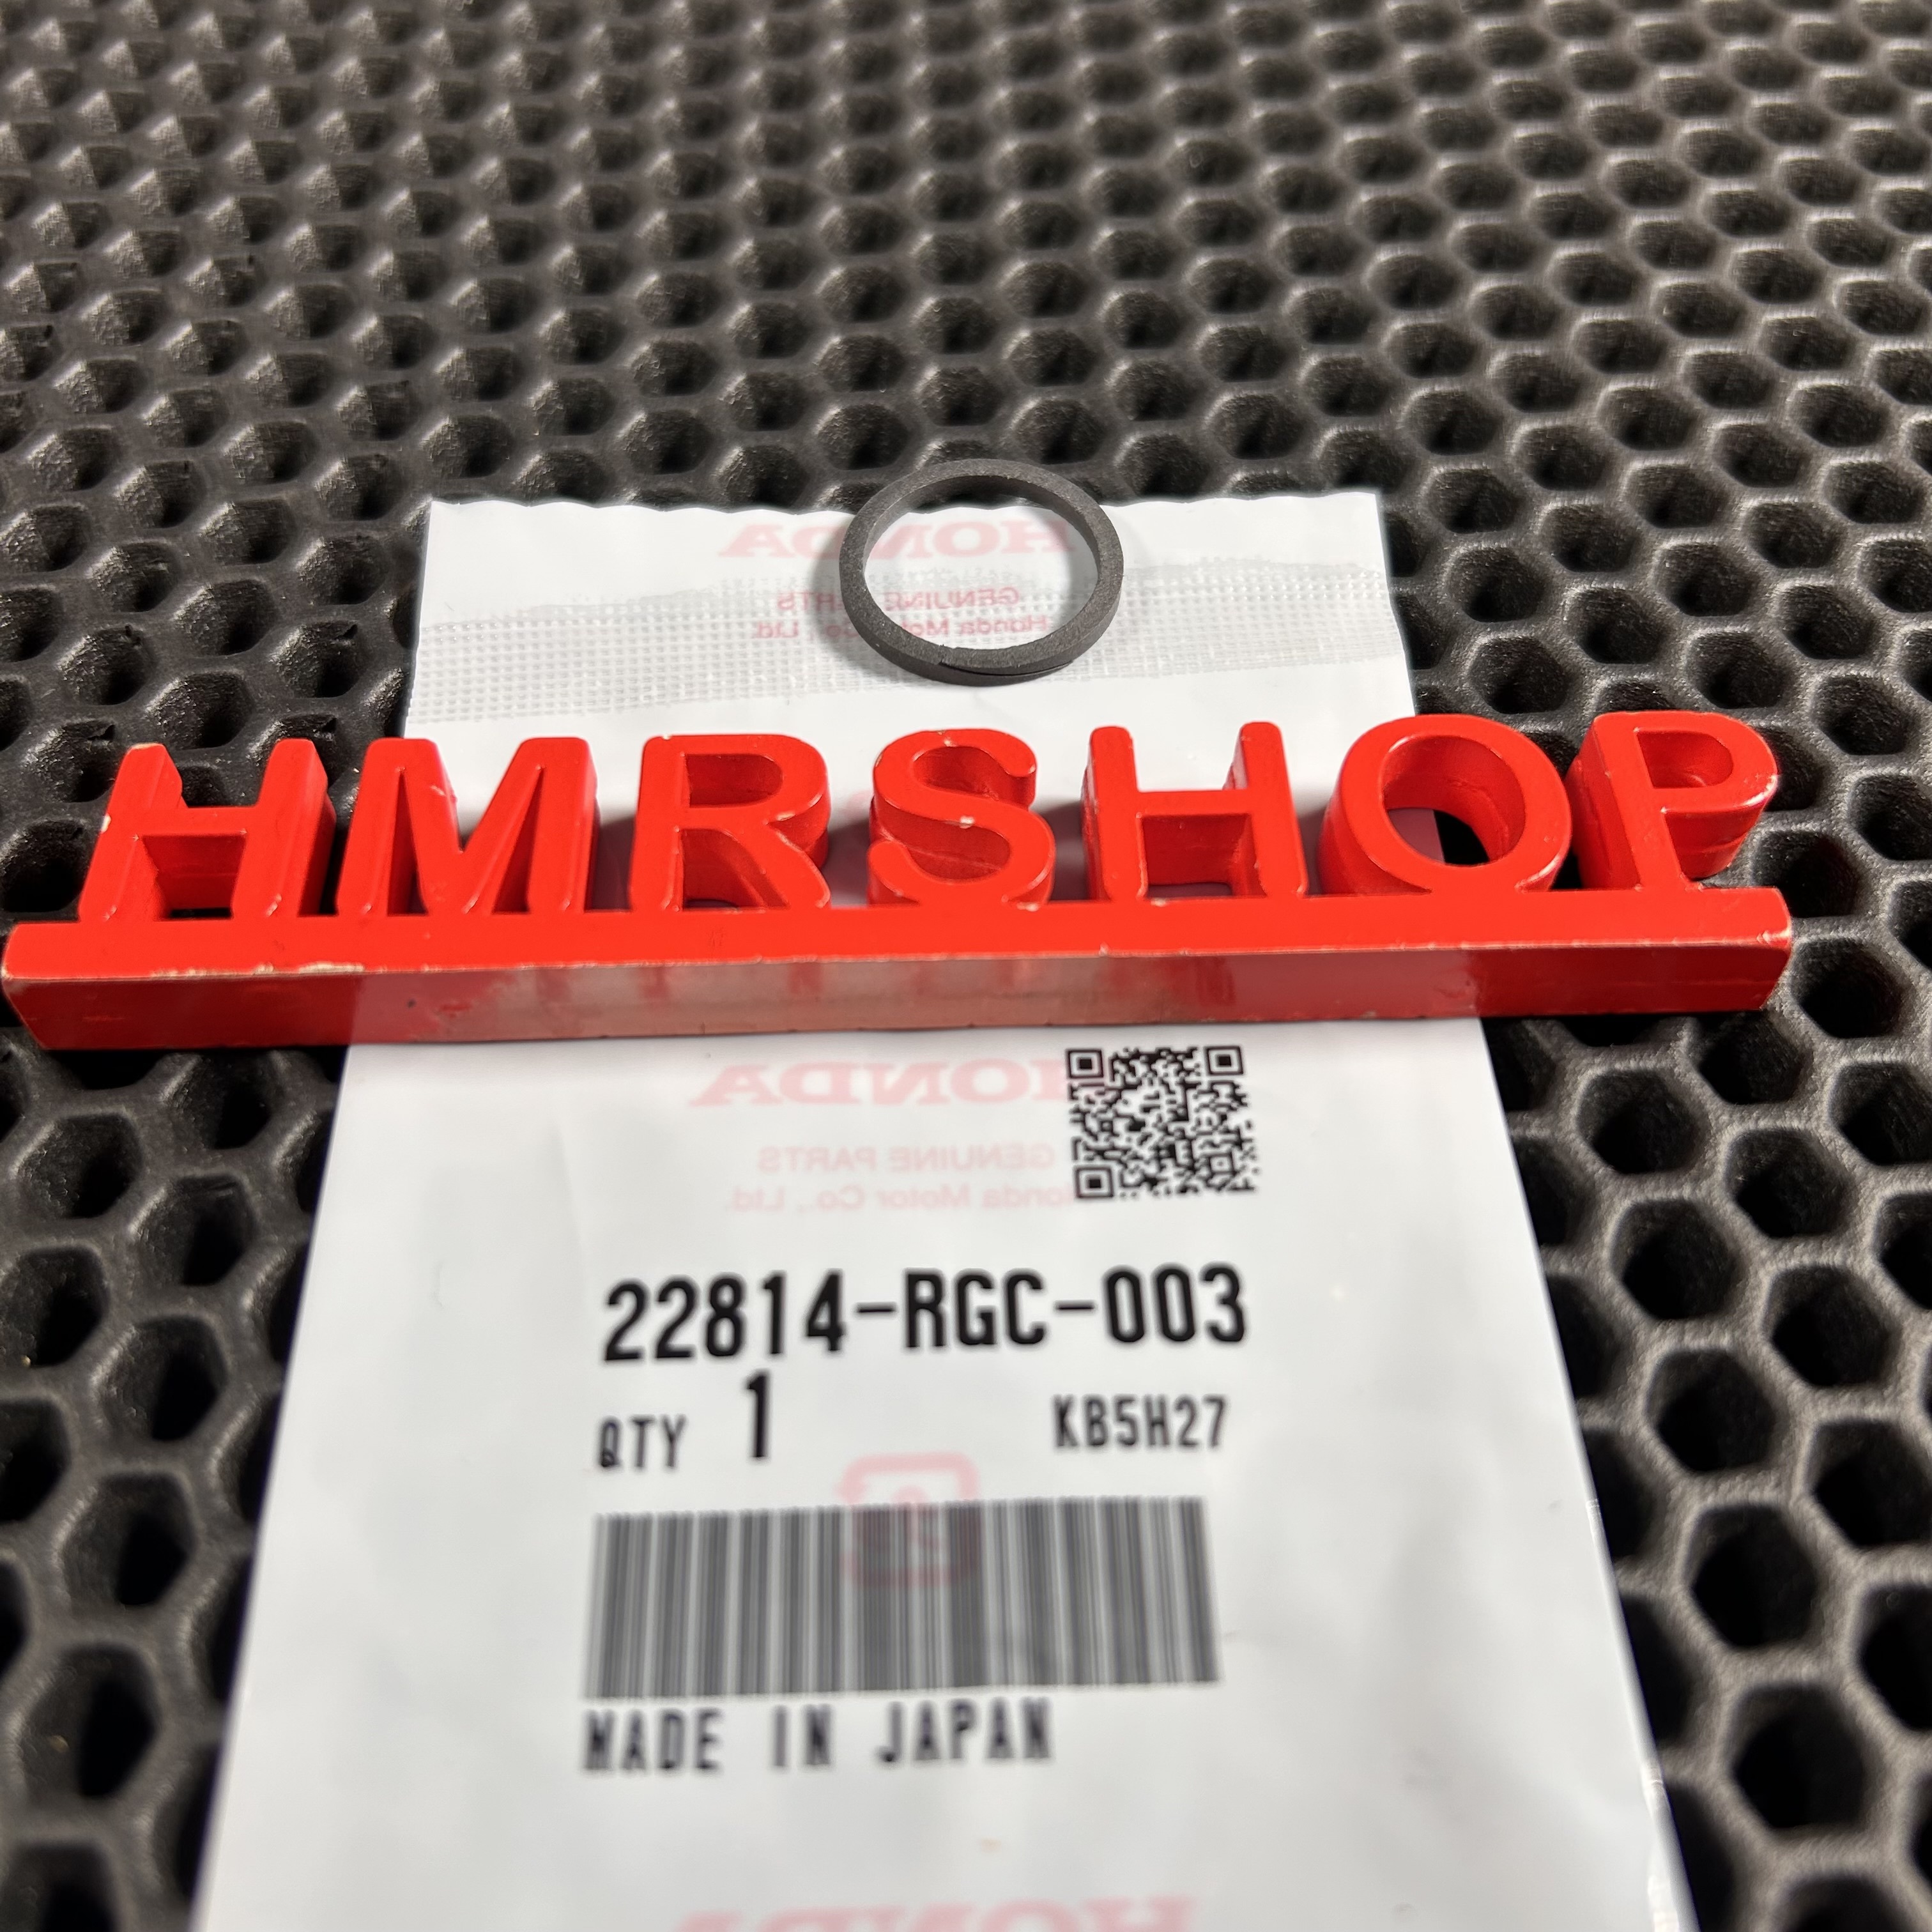 HONDA
GENUINE PARTS
Honda Motor Co., Ltd.
HMRSHOP
HONDA
GENUINE PARTS
Honda Motor Co., Ltd.
22814-RGC-003
QTY 1 KB5H27
MADE IN JAPAN
HONDA